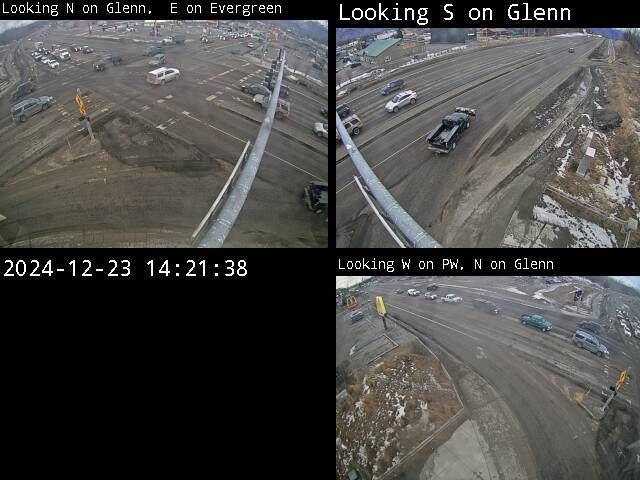 Looking N on Glenn, E on Evergreen
Looking S on Glenn
2024-12-23 14:21:38
Looking W on PW, N on Glenn